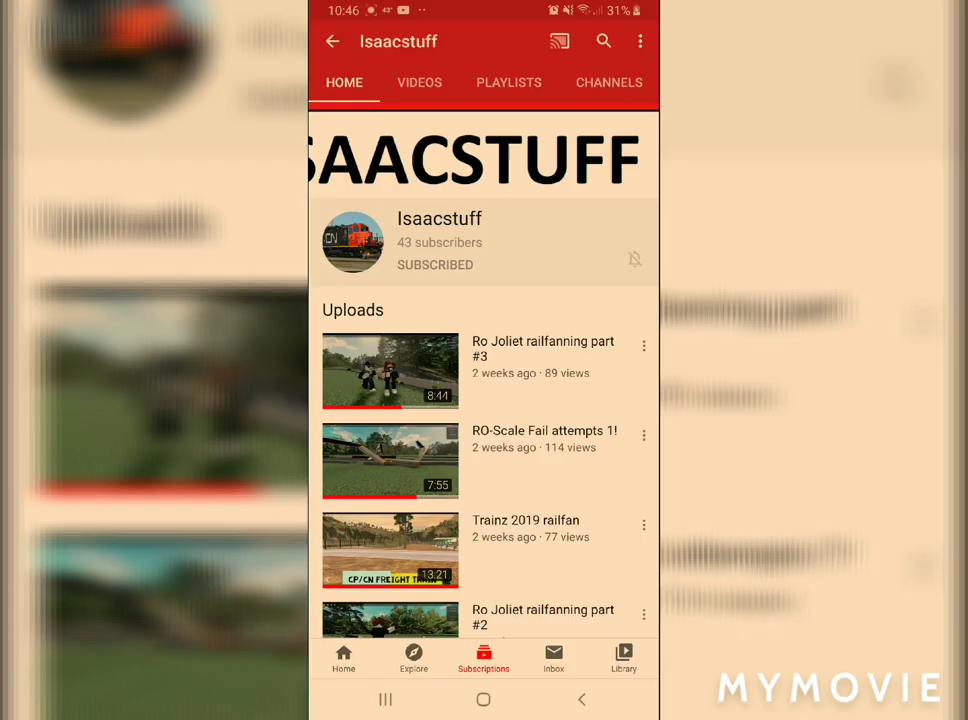 10:46 43° ··
31%
Isaacstuff
HOME VIDEOS PLAYLISTS CHANNELS
SAACSTUFF
CN
Isaacstuff
43 subscribers
SUBSCRIBED
Uploads
Ro Joliet railfanning part
#3
2 weeks ago · 89 views
8:44
RO-Scale Fail attempts 1!
2 weeks ago · 114 views
7:55
Trainz 2019 railfan
2 weeks ago · 77 views
13:21
CP/CN FREIGHT TRAIN
Ro Joliet railfanning part
#2
Home Explore Subscriptions Inbox Library
MYMOVIE